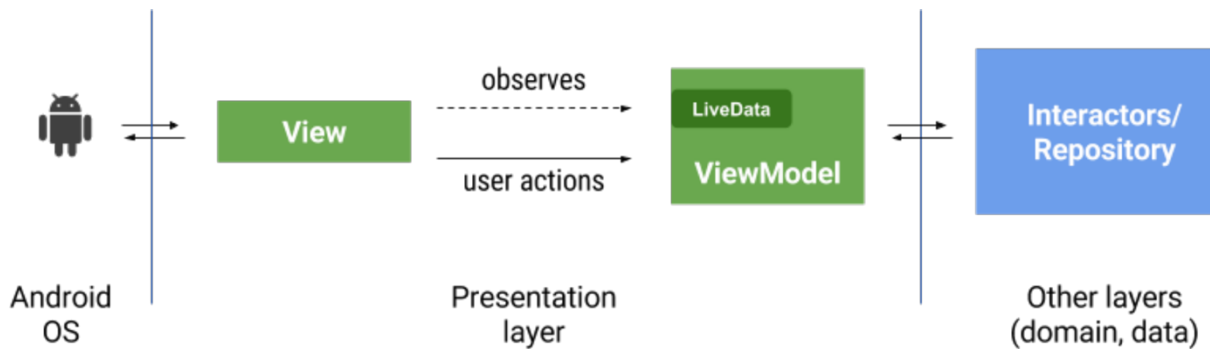 observes
View
LiveData
ViewModel
user actions
Interactors/
Repository
Android
OS
Presentation
layer
Other layers
(domain, data)